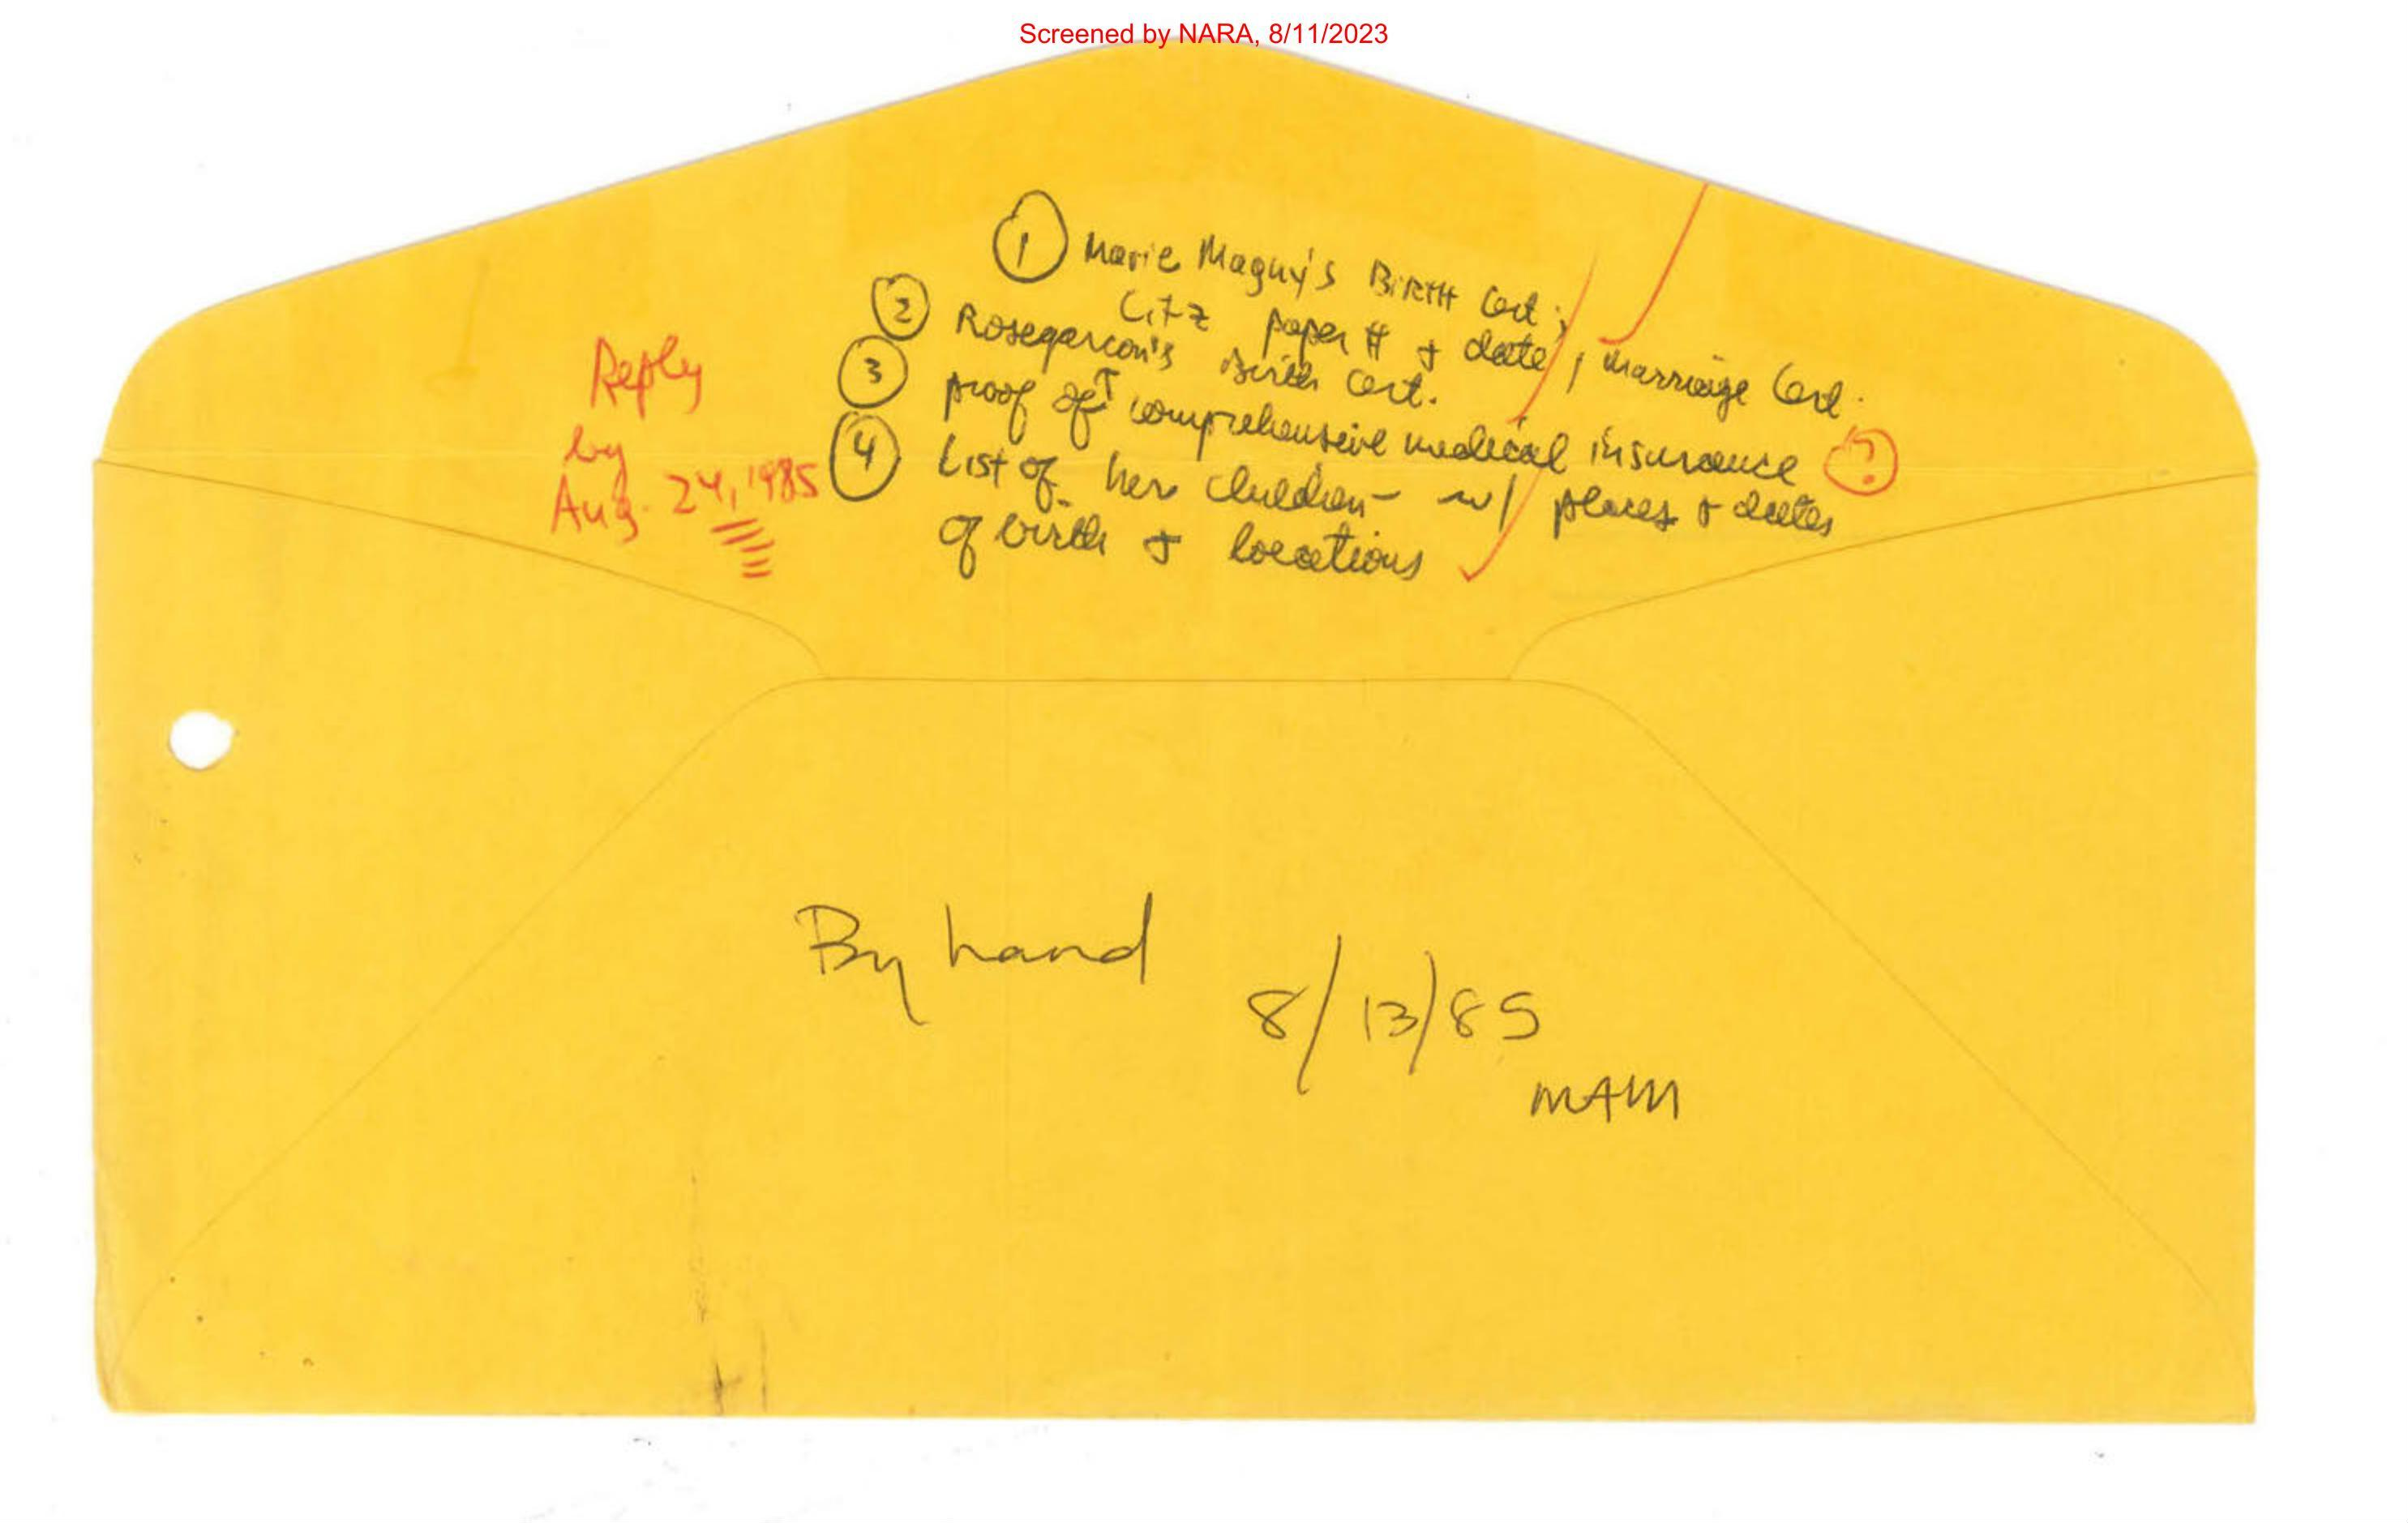 Screened by NARA, 8/11/2023
① Marie Maguy's BIRTH Cert;
Citz paper # + date, marriage Cert.
② Rosegarcon's Birth Cert.
③ proof of comprehensive medical insurance ?
④ List of her children - w/ places + dates
of birth + locations
Reply
by
Aug. 24, 1985
By hand
8/13/85
MAM